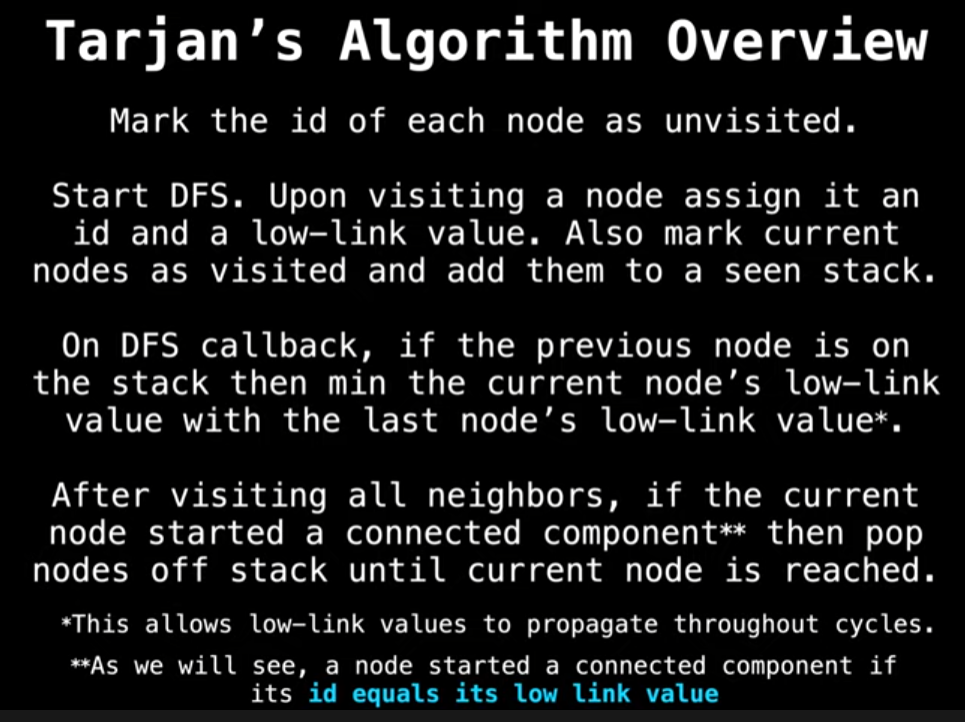 Tarjan’s Algorithm Overview
Mark the id of each node as unvisited.
Start DFS. Upon visiting a node assign it an
id and a low-link value. Also mark current
nodes as visited and add them to a seen stack.
On DFS callback, if the previous node is on
the stack then min the current node’s low-link
value with the last node’s low-link value*.
After visiting all neighbors, if the current
node started a connected component** then pop
nodes off stack until current node is reached.
*This allows low-link values to propagate throughout cycles.
**As we will see, a node started a connected component if
its id equals its low link value